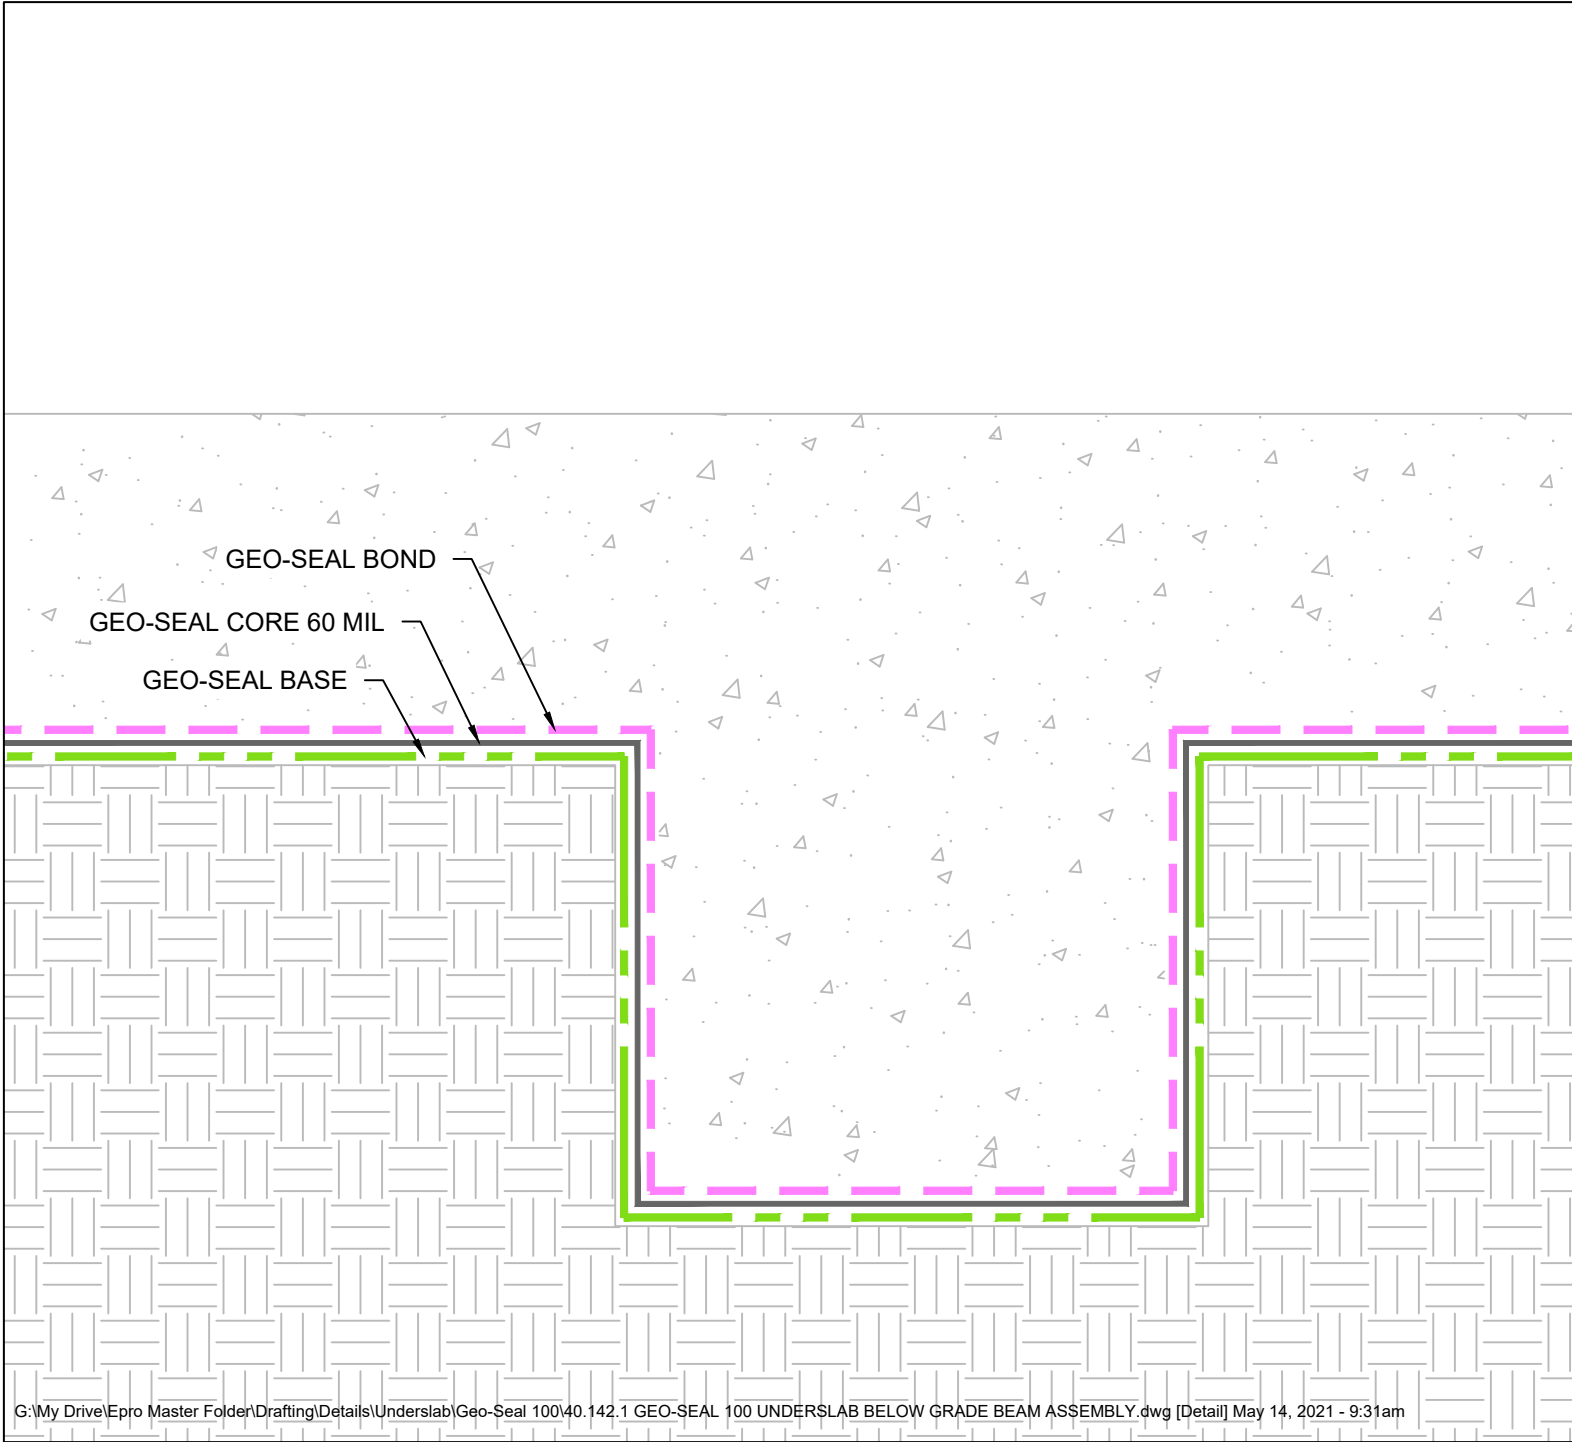 GEO-SEAL BOND
GEO-SEAL CORE 60 MIL
GEO-SEAL BASE
G:\My Drive\Epro Master Folder\Drafting\Details\Underslab\Geo-Seal 100\40.142.1 GEO-SEAL 100 UNDERSLAB BELOW GRADE BEAM ASSEMBLY.dwg [Detail] May 14, 2021 - 9:31am